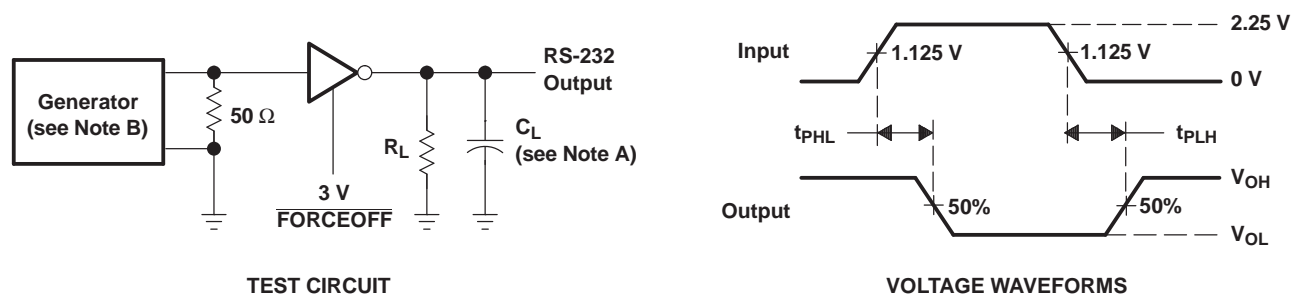 Generator
(see Note B)
50 Ω
RS-232
Output
R_L
C_L
(see Note A)
3 V
FORCEOFF
TEST CIRCUIT
Input
1.125 V
1.125 V
2.25 V
0 V
t_PHL
t_PLH
Output
50%
50%
V_OH
V_OL
VOLTAGE WAVEFORMS